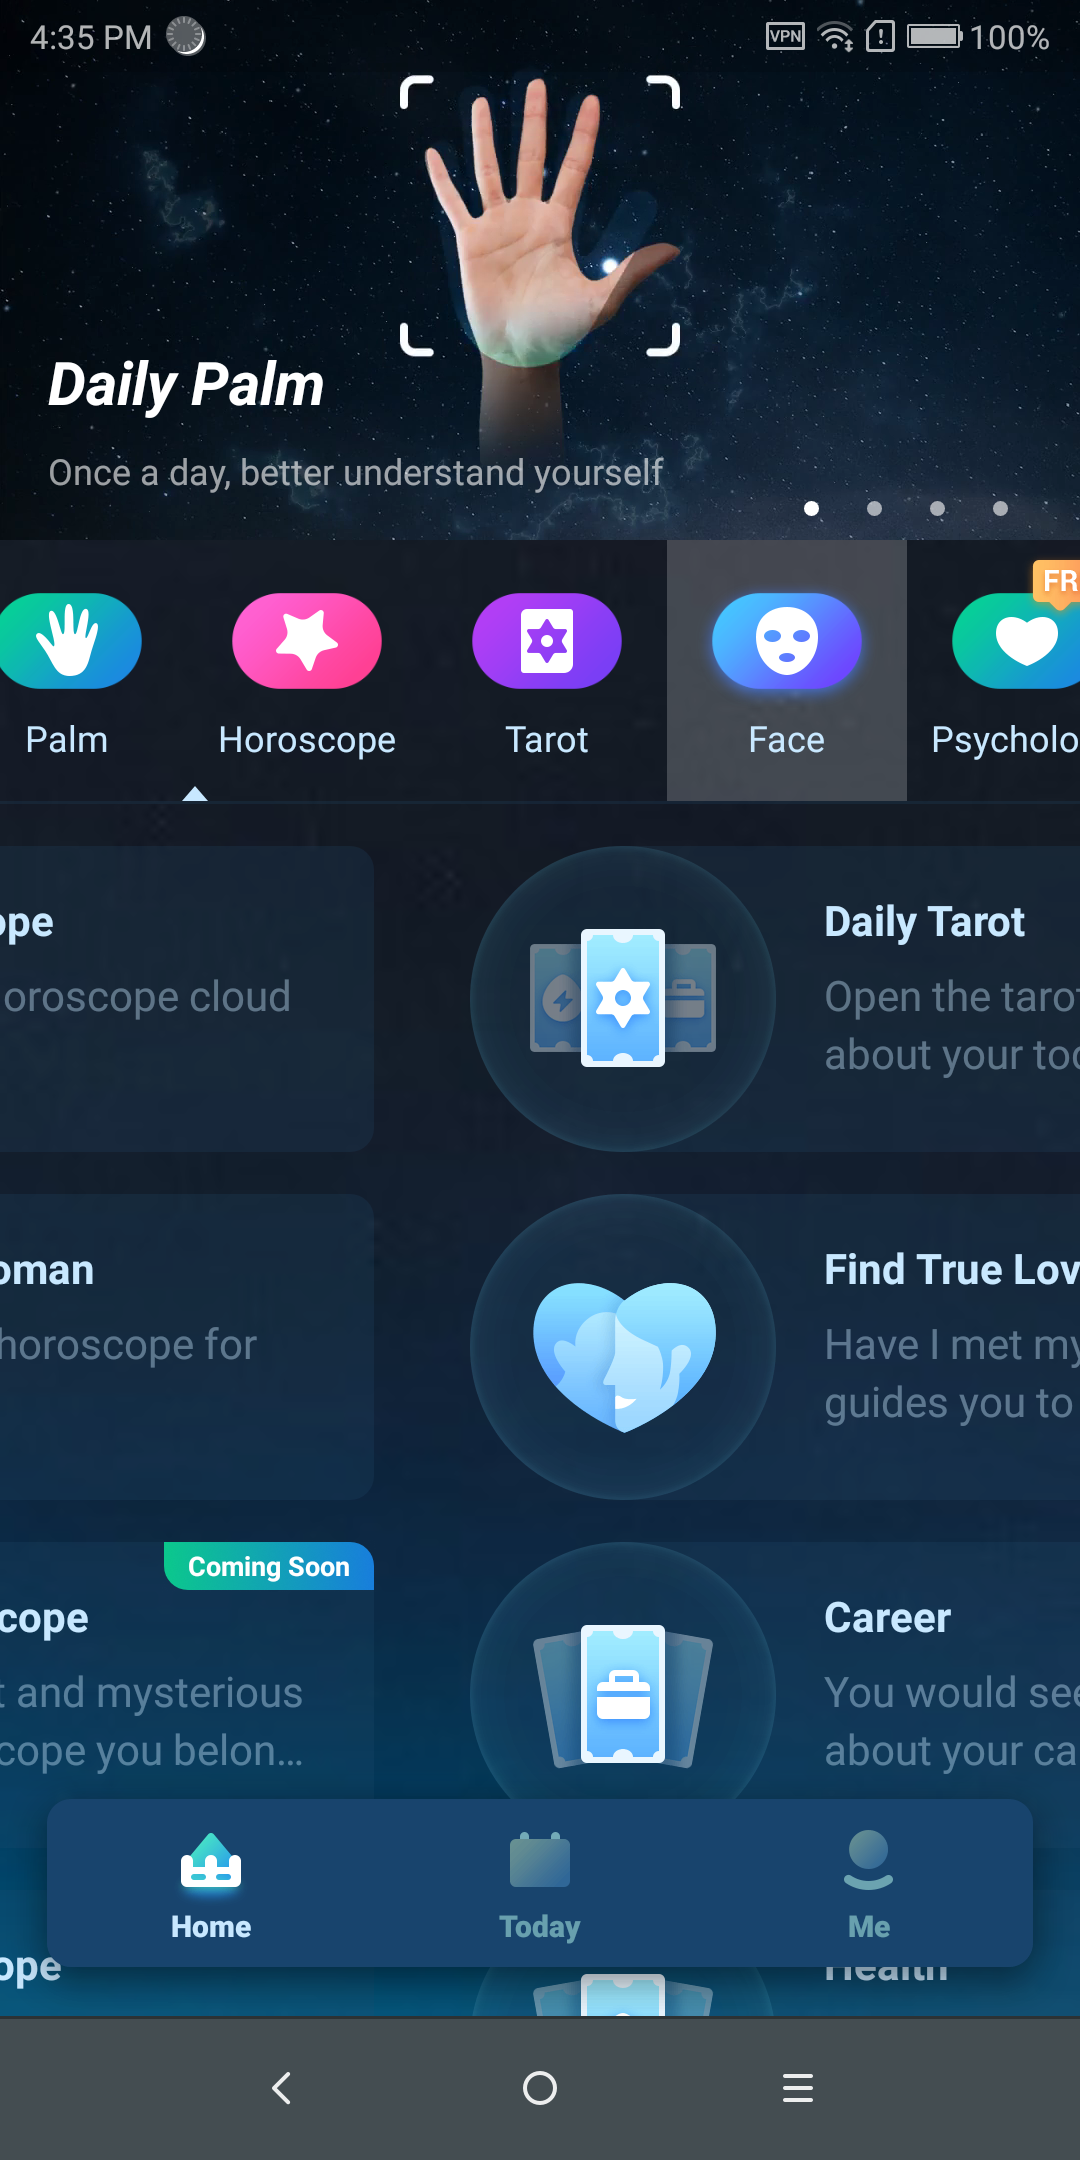 4:35 PM
VPN
100%
Daily Palm
Once a day, better understand yourself
FR
Palm
Horoscope
Tarot
Face
Psycholo
ope
Daily Tarot
oroscope cloud
Open the tarot
about your tod
oman
Find True Lov
horoscope for
Have I met my
guides you to
Coming Soon
cope
Career
t and mysterious
You would see
cope you belon...
about your ca
Home
Today
Me
ope
Health